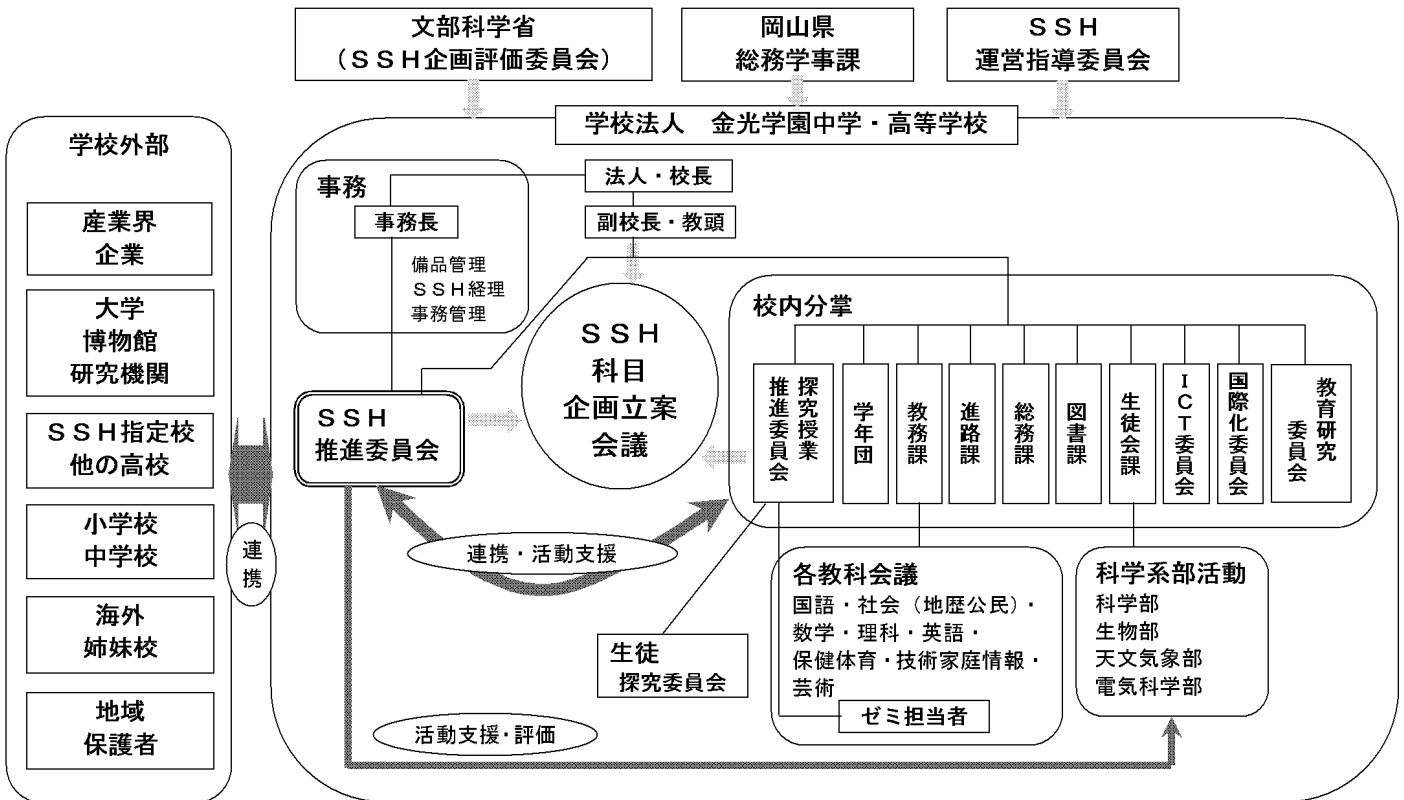 文部科学省
(SSH企画評価委員会)
岡山県
総務学事課
SSH
運営指導委員会
学校法人 金光学園中学・高等学校
学校外部
産業界
企業
大学
博物館
研究機関
SSH指定校
他の高校
小学校
中学校
海外
姉妹校
地域
保護者
連
携
事務
事務長
備品管理
SSH経理
事務管理
法人・校長
副校長・教頭
SSH
科目
企画立案
会議
SSH
推進委員会
校内分掌
探究授業
推進委員会
学年団
教務課
進路課
総務課
図書課
生徒会課
ICT委員会
国際化委員会
教育研究
委員会
連携・活動支援
生徒
探究委員会
各教科会議
国語・社会(地歴公民)・
数学・理科・英語・
保健体育・技術家庭情報・
芸術
ゼミ担当者
科学系部活動
科学部
生物部
天文気象部
電気科学部
活動支援・評価